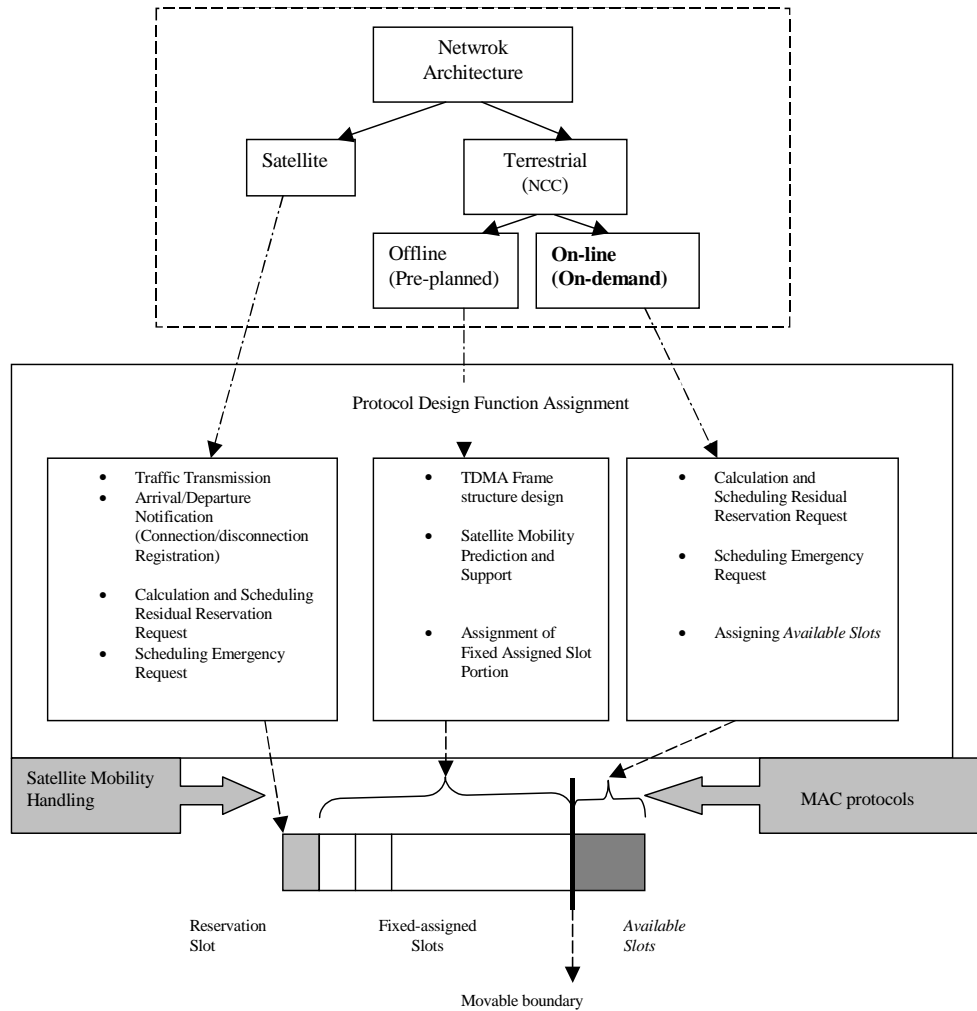 Netwrok
Architecture
Satellite
Terrestrial
(NCC)
Offline
(Pre-planned)
On-line
(On-demand)
Protocol Design Function Assignment
• Traffic Transmission
• Arrival/Departure
Notification
(Connection/disconnection
Registration)
• Calculation and Scheduling
Residual Reservation
Request
• Scheduling Emergency
Request
• TDMA Frame
structure design
• Satellite Mobility
Prediction and
Support
• Assignment of
Fixed Assigned Slot
Portion
• Calculation and
Scheduling Residual
Reservation Request
• Scheduling Emergency
Request
• Assigning Available Slots
Satellite Mobility
Handling
MAC protocols
Reservation
Slot
Fixed-assigned
Slots
Available
Slots
Movable boundary